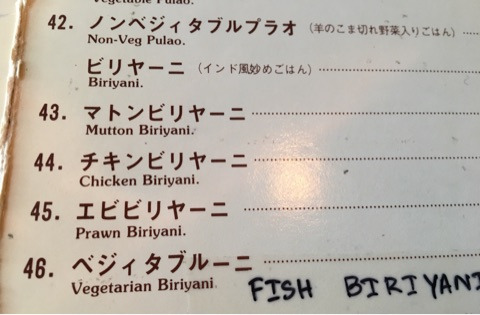 Vegetable Pulao.
42. ノンベジィタブルプラオ (羊のこま切れ野菜入りごはん)
Non-Veg Pulao.
ビリヤーニ (インド風妙めごはん)
Biriyani.
43. マトンビリヤーニ
Mutton Biriyani.
44. チキンビリヤーニ
Chicken Biriyani.
45. エビビリヤーニ
Prawn Biriyani.
46. ベジィタブルーニ
Vegetarian Biriyani. FISH BIRIYANI